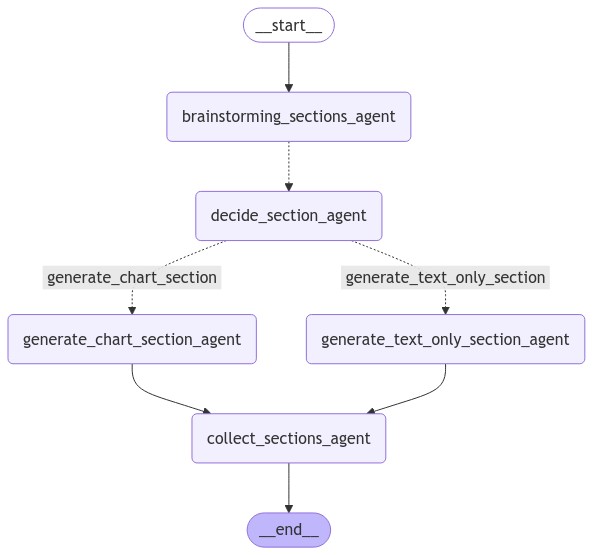 __start__
brainstorming_sections_agent
decide_section_agent
generate_chart_section
generate_text_only_section
generate_chart_section_agent
generate_text_only_section_agent
collect_sections_agent
__end__